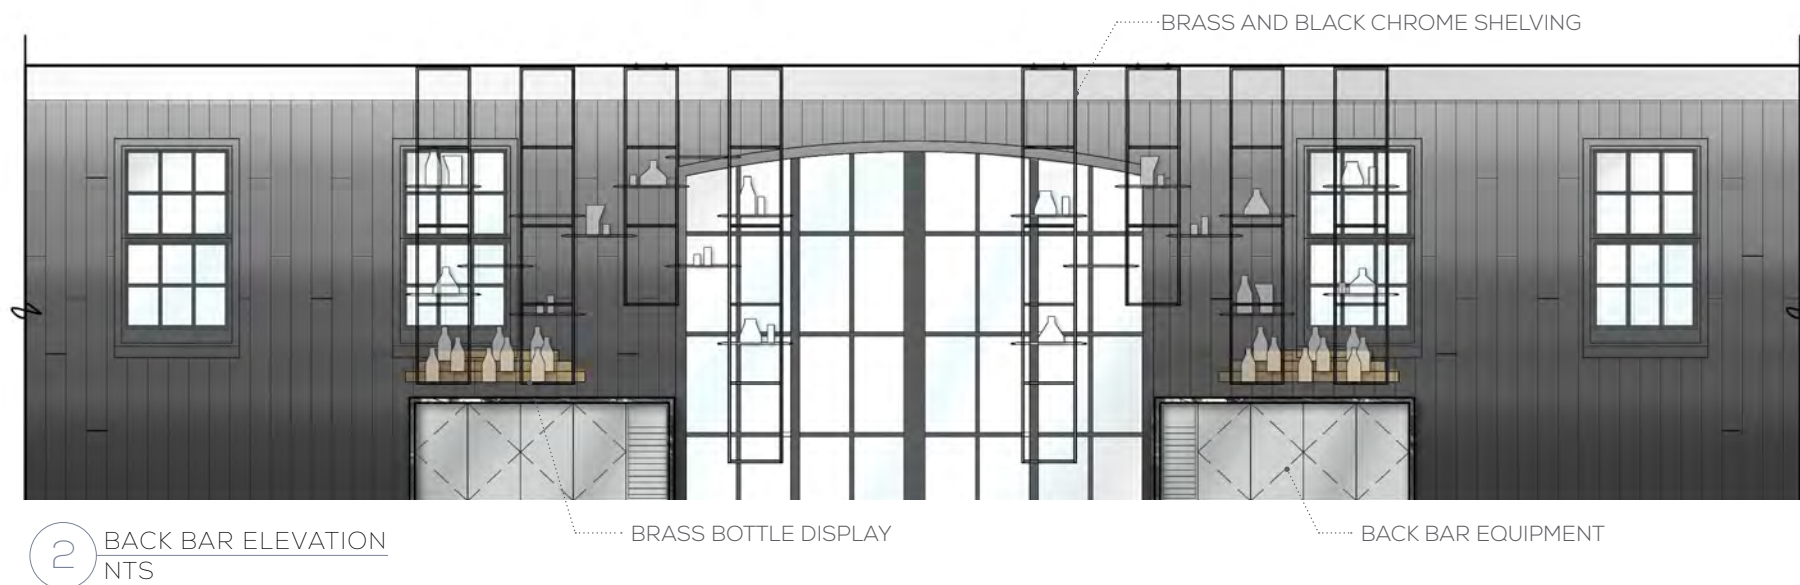 BRASS AND BLACK CHROME SHELVING
BRASS BOTTLE DISPLAY
BACK BAR EQUIPMENT
2
BACK BAR ELEVATION
NTS